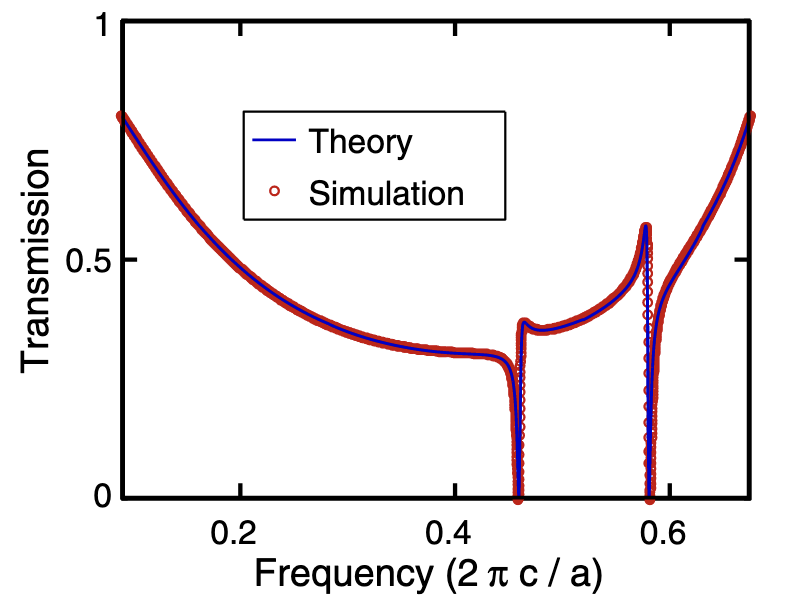 1
Transmission
0.5
0
Theory
Simulation
0.2 0.4 0.6
Frequency (2 π c / a)